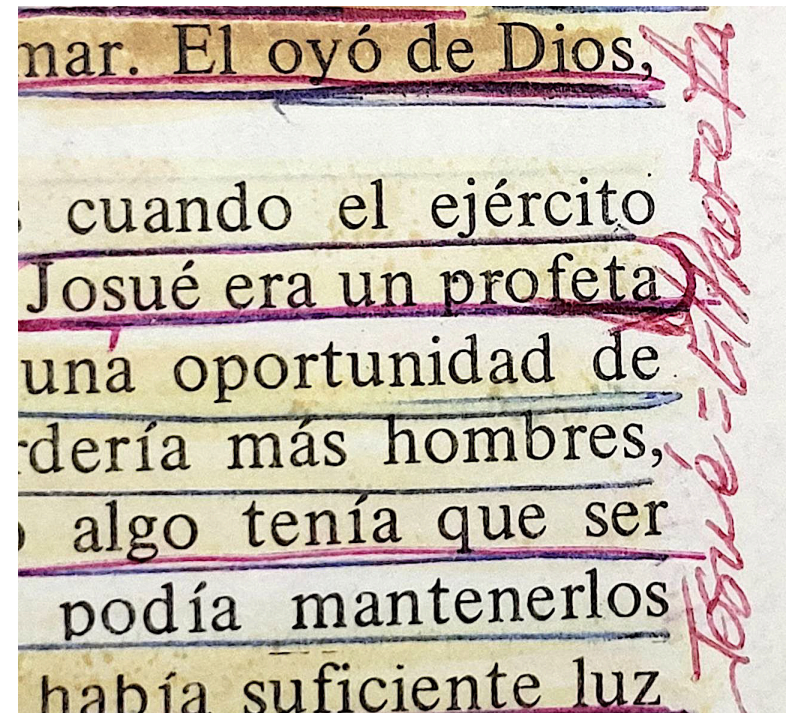 mar. El oyó de Dios,
cuando el ejército
Josué era un profeta
una oportunidad de
rdería más hombres,
algo tenía que ser
podía mantenerlos
había suficiente luz
Josué = El Profeta